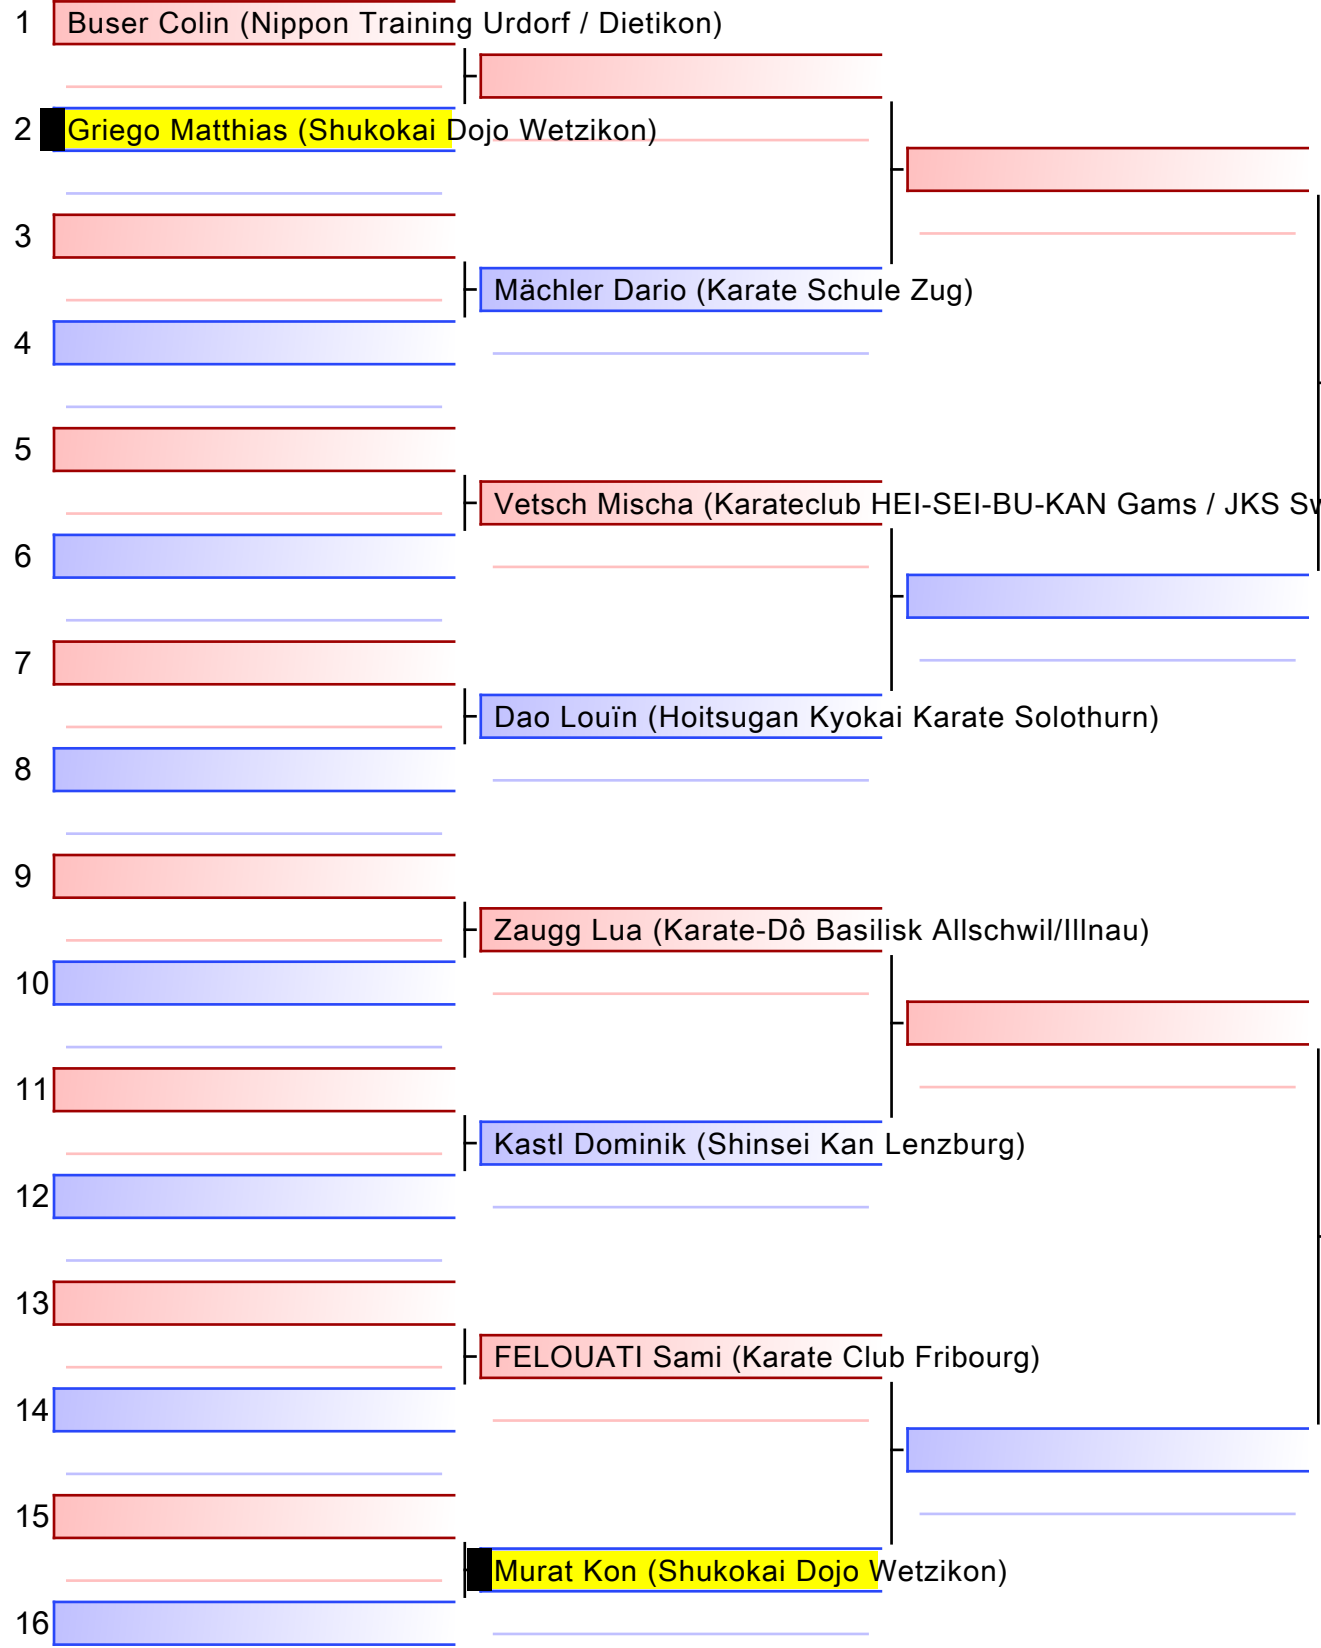 1 Buser Colin (Nippon Training Urdorf / Dietikon)
2 Griego Matthias (Shukokai Dojo Wetzikon)
3
Mächler Dario (Karate Schule Zug)
4
5
Vetsch Mischa (Karateclub HEI-SEI-BU-KAN Gams / JKS
6
7
Dao Louïn (Hoitsugan Kyokai Karate Solothurn)
8
9
Zaugg Lua (Karate-Dô Basilisk Allschwil/Illnau)
10
11
Kastl Dominik (Shinsei Kan Lenzburg)
12
13
FELOUATI Sami (Karate Club Fribourg)
14
15
Murat Kon (Shukokai Dojo Wetzikon)
16